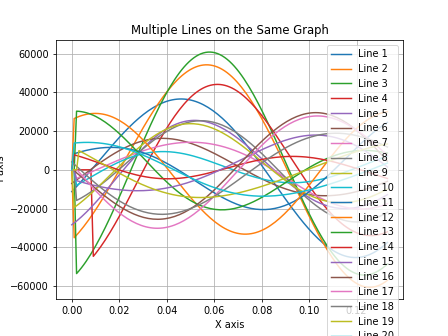 Multiple Lines on the Same Graph
60000
40000
20000
0
−20000
−40000
−60000
0.00
0.02
0.04
0.06
0.08
0.10
X axis
Line 1
Line 2
Line 3
Line 4
Line 5
Line 6
Line 7
Line 8
Line 9
Line 10
Line 11
Line 12
Line 13
Line 14
Line 15
Line 16
Line 17
Line 18
Line 19
Line 20